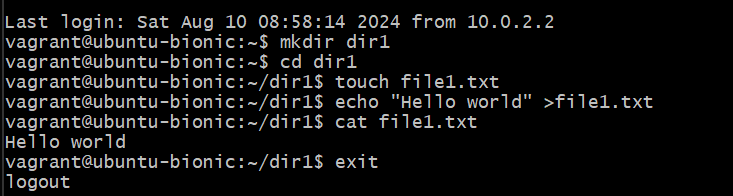 Last login: Sat Aug 10 08:58:14 2024 from 10.0.2.2
vagrant@ubuntu-bionic:~$ mkdir dir1
vagrant@ubuntu-bionic:~$ cd dir1
vagrant@ubuntu-bionic:~/dir1$ touch file1.txt
vagrant@ubuntu-bionic:~/dir1$ echo "Hello world" >file1.txt
vagrant@ubuntu-bionic:~/dir1$ cat file1.txt
Hello world
vagrant@ubuntu-bionic:~/dir1$ exit
logout